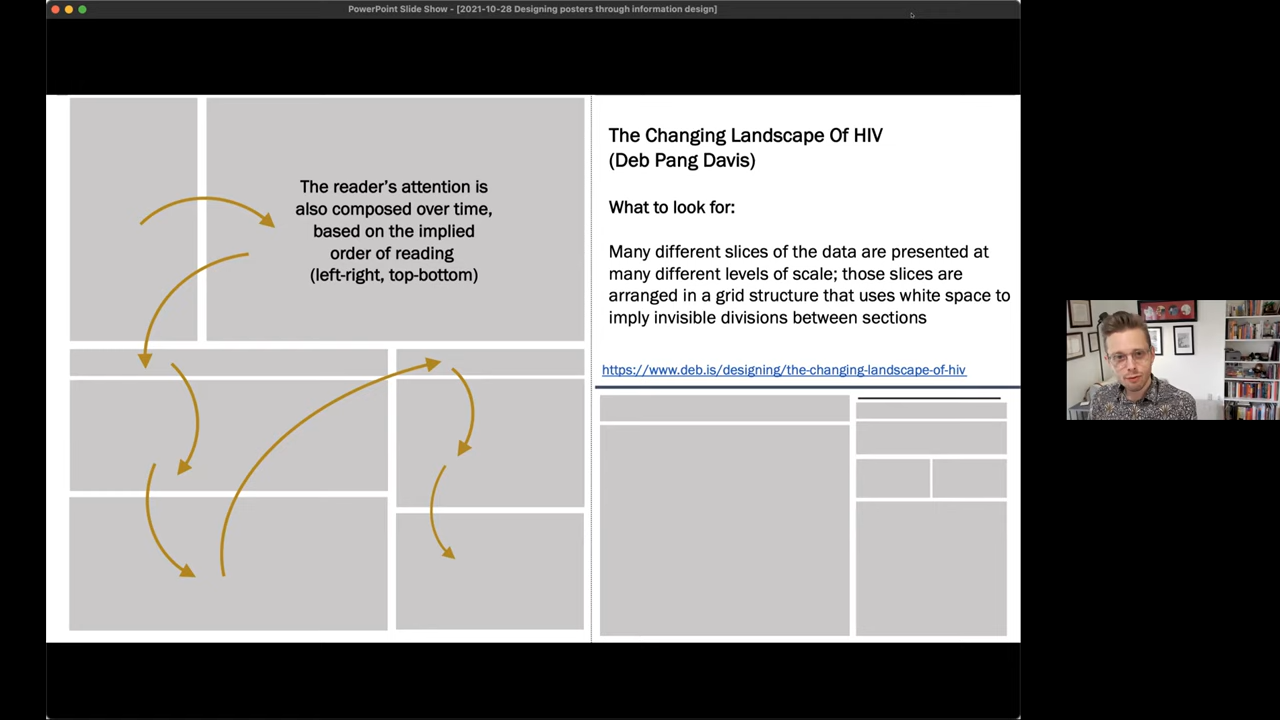 PowerPoint Slide Show - [2021-10-28 Designing posters through information design]
The reader's attention is
also composed over time,
based on the implied
order of reading
(left-right, top-bottom)
The Changing Landscape Of HIV
(Deb Pang Davis)
What to look for:
Many different slices of the data are presented at
many different levels of scale; those slices are
arranged in a grid structure that uses white space to
imply invisible divisions between sections
https://www.deb.is/designing/the-changing-landscape-of-hiv